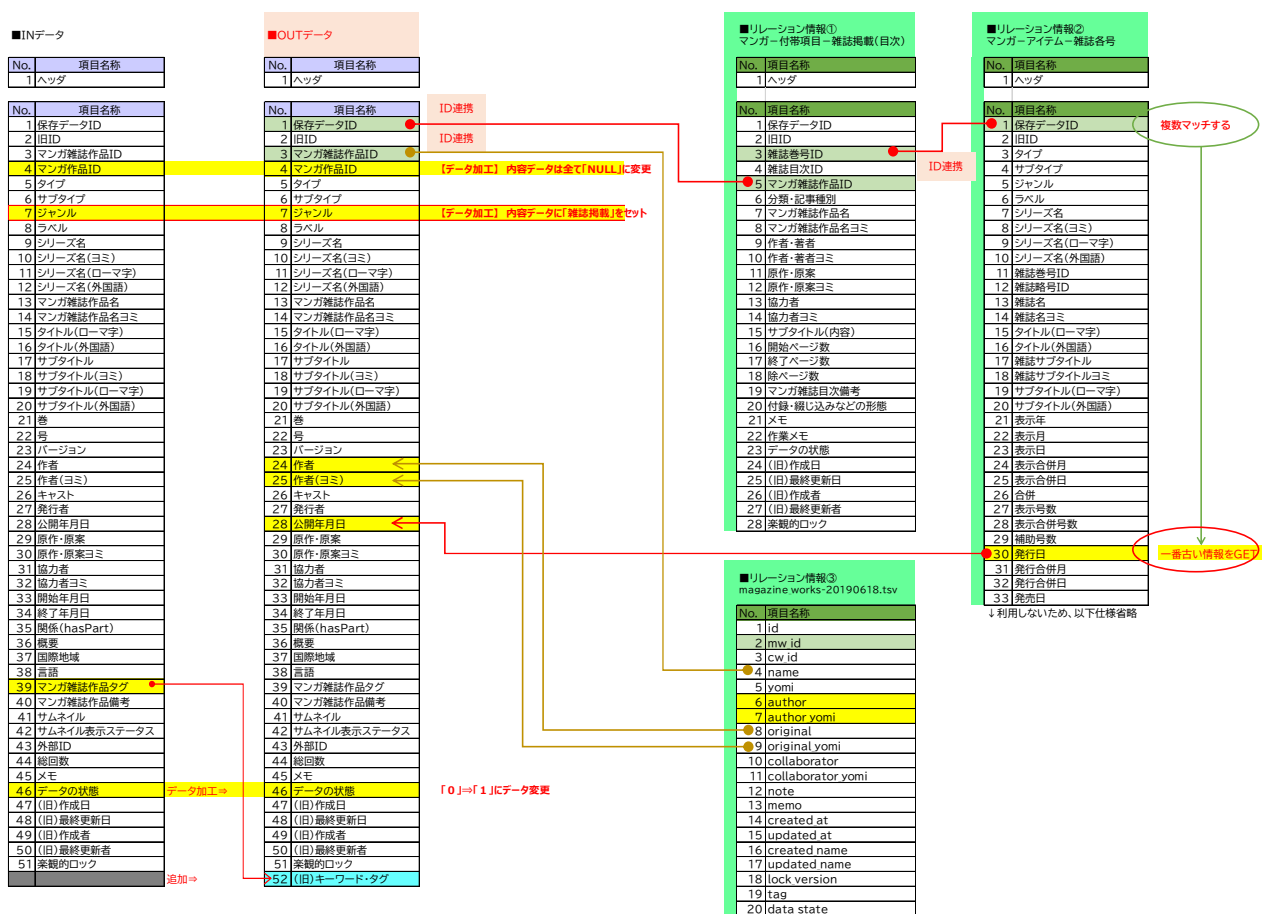 ■INデータ
No. 項目名称
1 ヘッダ
No. 項目名称
1 保存データID
2 旧ID
3 マンガ雑誌作品ID
4 マンガ作品ID
5 タイプ
6 サブタイプ
7 ジャンル
8 ラベル
9 シリーズ名
10 シリーズ名(ヨミ)
11 シリーズ名(ローマ字)
12 シリーズ名(外国語)
13 マンガ雑誌作品名
14 マンガ雑誌作品名ヨミ
15 タイトル(ローマ字)
16 タイトル(外国語)
17 サブタイトル
18 サブタイトル(ヨミ)
19 サブタイトル(ローマ字)
20 サブタイトル(外国語)
21 巻
22 号
23 バージョン
24 作者
25 作者(ヨミ)
26 キャスト
27 発行者
28 公開年月日
29 原作・原案
30 原作・原案ヨミ
31 協力者
32 協力者ヨミ
33 開始年月日
34 終了年月日
35 関係(hasPart)
36 概要
37 国際地域
38 言語
39 マンガ雑誌作品タグ
40 マンガ雑誌作品備考
41 サムネイル
42 サムネイル表示ステータス
43 外部ID
44 総回数
45 メモ
46 データの状態
47 (旧)作成日
48 (旧)最終更新日
49 (旧)作成者
50 (旧)最終更新者
51 楽観的ロック
データ加工⇒
追加⇒
■OUTデータ
No. 項目名称
1 ヘッダ
No. 項目名称
1 保存データID
2 旧ID
3 マンガ雑誌作品ID
4 マンガ作品ID
5 タイプ
6 サブタイプ
7 ジャンル
8 ラベル
9 シリーズ名
10 シリーズ名(ヨミ)
11 シリーズ名(ローマ字)
12 シリーズ名(外国語)
13 マンガ雑誌作品名
14 マンガ雑誌作品名ヨミ
15 タイトル(ローマ字)
16 タイトル(外国語)
17 サブタイトル
18 サブタイトル(ヨミ)
19 サブタイトル(ローマ字)
20 サブタイトル(外国語)
21 巻
22 号
23 バージョン
24 作者
25 作者(ヨミ)
26 キャスト
27 発行者
28 公開年月日
29 原作・原案
30 原作・原案ヨミ
31 協力者
32 協力者ヨミ
33 開始年月日
34 終了年月日
35 関係(hasPart)
36 概要
37 国際地域
38 言語
39 マンガ雑誌作品タグ
40 マンガ雑誌作品備考
41 サムネイル
42 サムネイル表示ステータス
43 外部ID
44 総回数
45 メモ
46 データの状態
47 (旧)作成日
48 (旧)最終更新日
49 (旧)作成者
50 (旧)最終更新者
51 楽観的ロック
52 (旧)キーワード・タグ
ID連携
ID連携
【データ加工】 内容データは全て「NULL」に変更
【データ加工】 内容データに「雑誌掲載」をセット
「０」⇒「１」にデータ変更
■リレーション情報①
マンガ－付帯項目－雑誌掲載(目次)
No. 項目名称
1 ヘッダ
No. 項目名称
1 保存データID
2 旧ID
3 雑誌巻号ID
4 雑誌目次ID
5 マンガ雑誌作品ID
6 分類・記事種別
7 マンガ雑誌作品名
8 マンガ雑誌作品名ヨミ
9 作者・著者
10 作者・著者ヨミ
11 原作・原案
12 原作・原案ヨミ
13 協力者
14 協力者ヨミ
15 サブタイトル(内容)
16 開始ページ数
17 終了ページ数
18 除ページ数
19 マンガ雑誌目次備考
20 付録・綴じ込みなどの形態
21 メモ
22 作業メモ
23 データの状態
24 (旧)作成日
25 (旧)最終更新日
26 (旧)作成者
27 (旧)最終更新者
28 楽観的ロック
ID連携
■リレーション情報③
magazine_works-20190618.tsv
No. 項目名称
1 id
2 mw_id
3 cw_id
4 name
5 yomi
6 author
7 author_yomi
8 original
9 original_yomi
10 collaborator
11 collaborator_yomi
12 note
13 memo
14 created_at
15 updated_at
16 created_name
17 updated_name
18 lock_version
19 tag
20 data_state
■リレーション情報②
マンガ－アイテム－雑誌各号
No. 項目名称
1 ヘッダ
No. 項目名称
1 保存データID
2 旧ID
3 タイプ
4 サブタイプ
5 ジャンル
6 ラベル
7 シリーズ名
8 シリーズ名(ヨミ)
9 シリーズ名(ローマ字)
10 シリーズ名(外国語)
11 雑誌巻号ID
12 雑誌略号ID
13 雑誌名
14 雑誌名ヨミ
15 タイトル(ローマ字)
16 タイトル(外国語)
17 雑誌サブタイトル
18 雑誌サブタイトルヨミ
19 サブタイトル(ローマ字)
20 サブタイトル(外国語)
21 表示年
22 表示月
23 表示日
24 表示合併月
25 表示合併日
26 合併
27 表示号数
28 表示合併号数
29 補助号数
30 発行日
31 発行合併月
32 発行合併日
33 発売日
↓利用しないため、以下仕様省略
複数マッチする
一番古い情報をGET